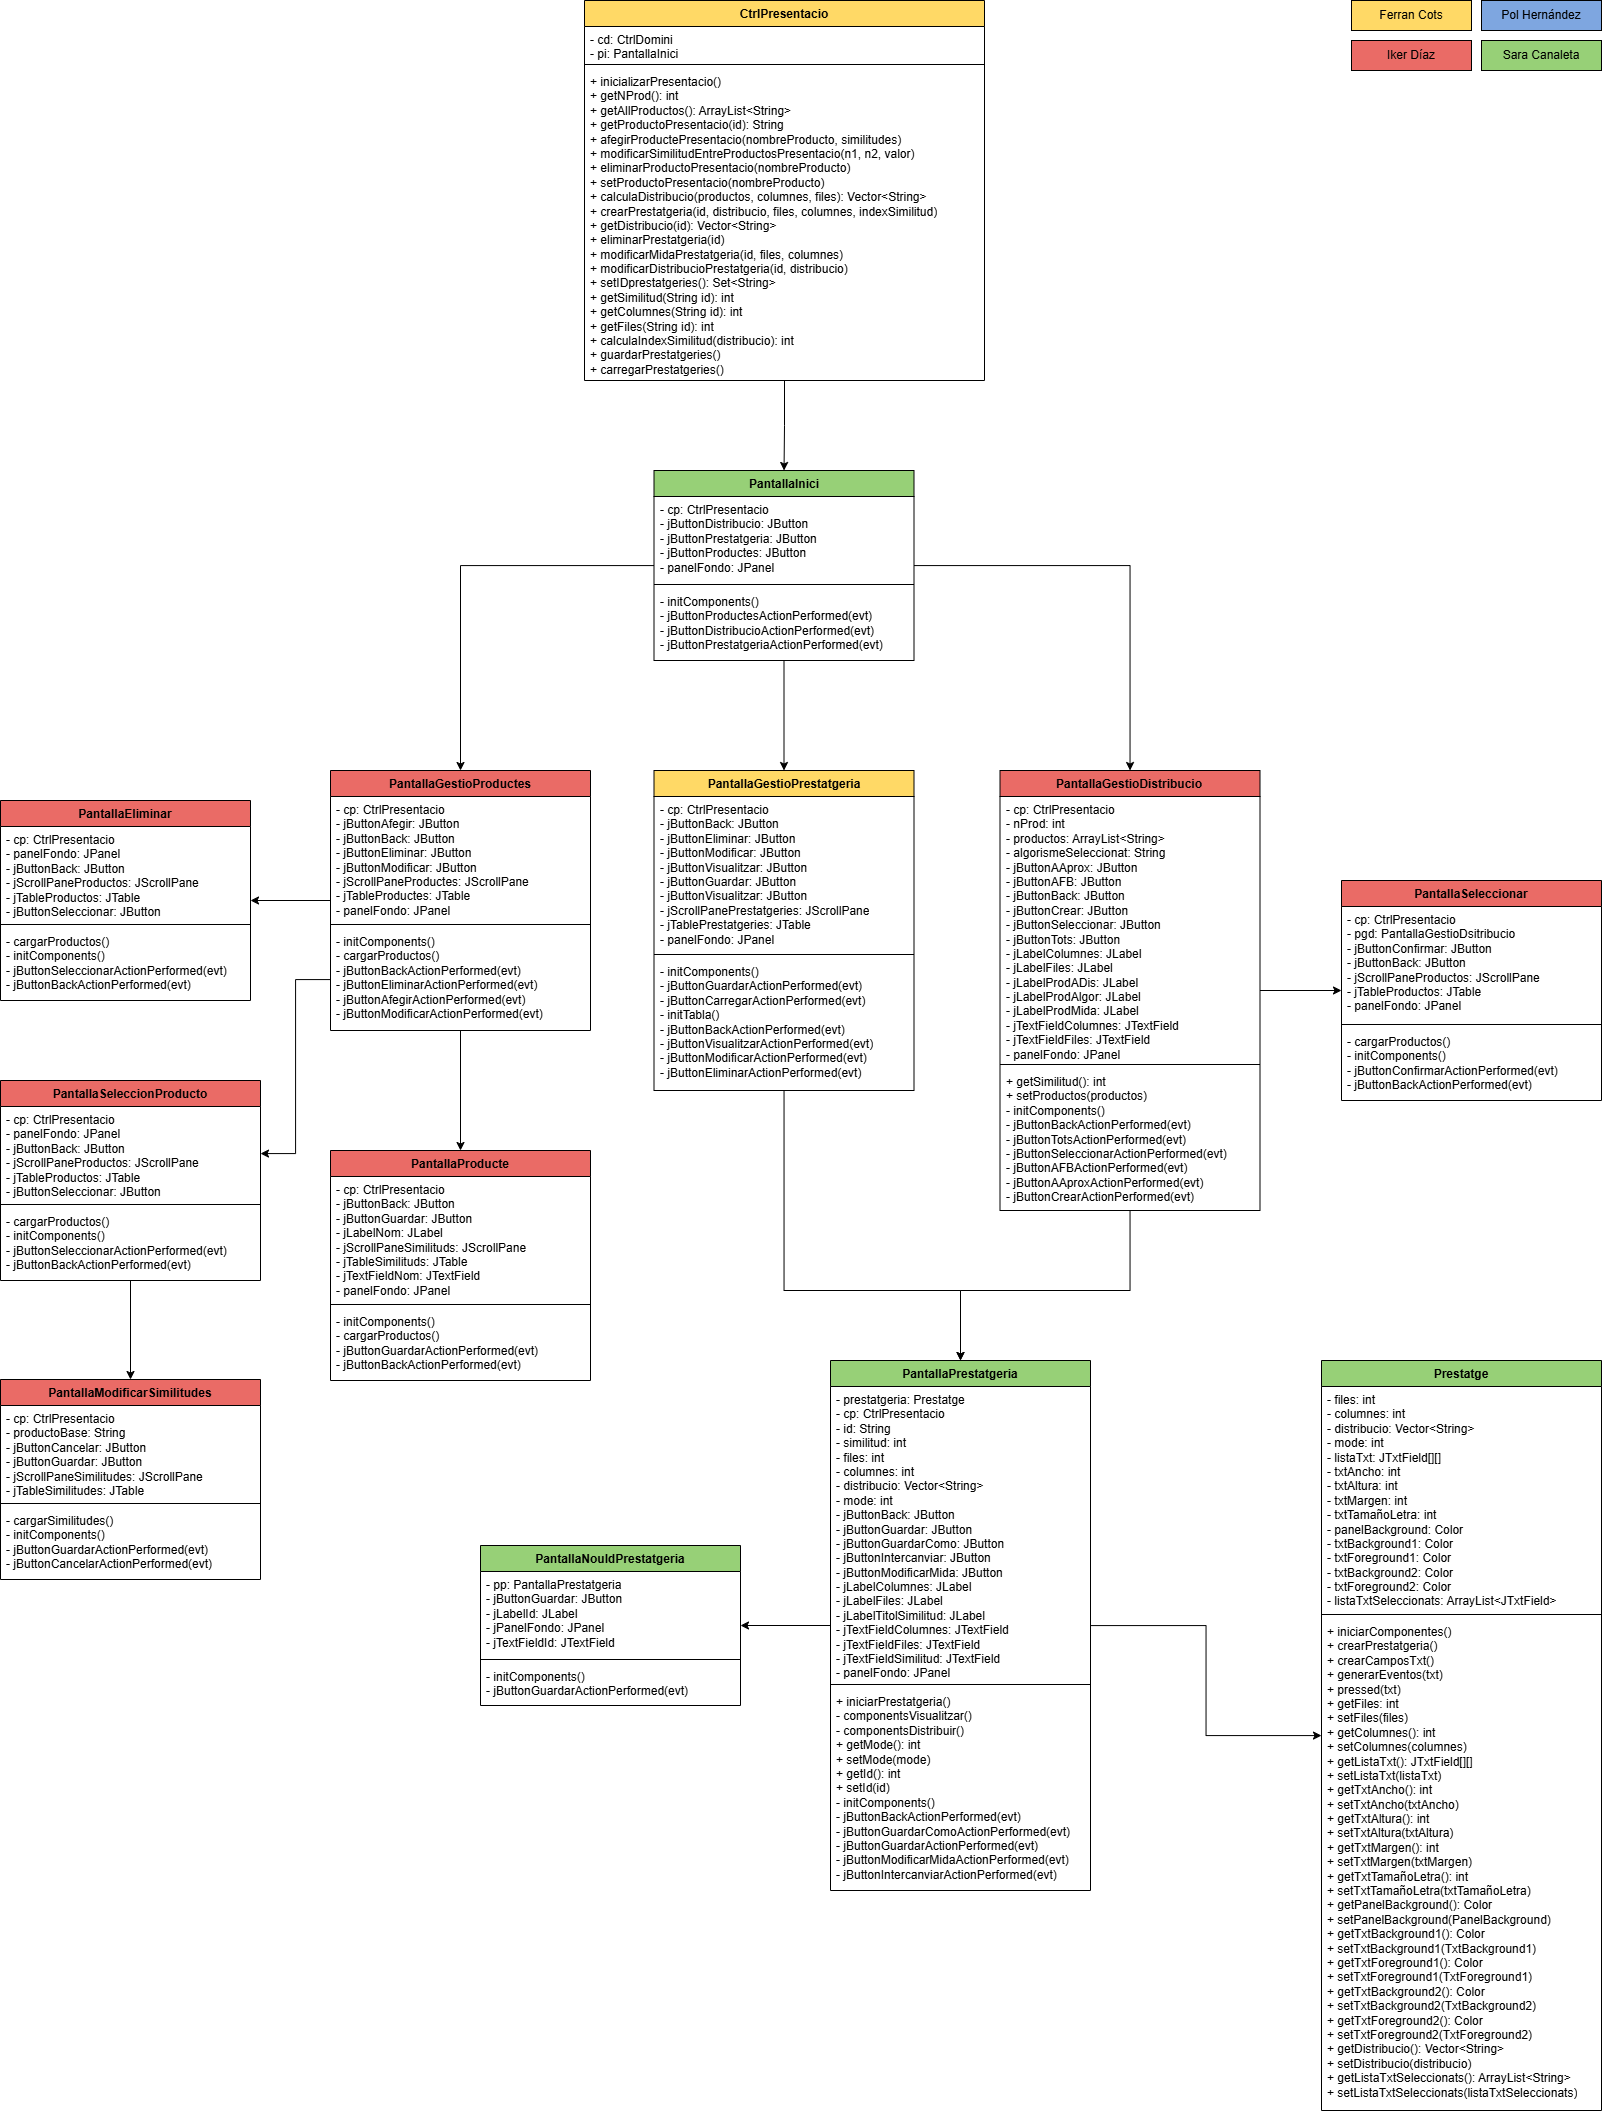 CtrlPresentacio
- cd: CtrlDomini
- pi: PantallaInici
+ inicializarPresentacio()
+ getNProd(): int
+ getAllProductos(): ArrayList<String>
+ getProductoPresentacio(id): String
+ afegirProductePresentacio(nombreProducto, similitudes)
+ modificarSimilitudEntreProductosPresentacio(n1, n2, valor)
+ eliminarProductoPresentacio(nombreProducto)
+ setProductoPresentacio(nombreProducto)
+ calculaDistribucio(productos, columnes, files): Vector<String>
+ crearPrestatgeria(id, distribucio, files, columnes, indexSimilitud)
+ getDistribucio(id): Vector<String>
+ eliminarPrestatgeria(id)
+ modificarMidaPrestatgeria(id, files, columnes)
+ modificarDistribucioPrestatgeria(id, distribucio)
+ setIDprestatgeries(): Set<String>
+ getSimilitud(String id): int
+ getColumnes(String id): int
+ getFiles(String id): int
+ calculaIndexSimilitud(distribucio): int
+ guardarPrestatgeries()
+ carregarPrestatgeries()
Ferran Cots
Pol Hernández
Iker Díaz
Sara Canaleta
PantallaInici
- cp: CtrlPresentacio
- jButtonDistribucio: JButton
- jButtonPrestatgeria: JButton
- jButtonProductes: JButton
- panelFondo: JPanel
- initComponents()
- jButtonProductesActionPerformed(evt)
- jButtonDistribucioActionPerformed(evt)
- jButtonPrestatgeriaActionPerformed(evt)
PantallaEliminar
- cp: CtrlPresentacio
- panelFondo: JPanel
- jButtonBack: JButton
- jScrollPaneProductos: JScrollPane
- jTableProductos: JTable
- jButtonSeleccionar: JButton
- cargarProductos()
- initComponents()
- jButtonSeleccionarActionPerformed(evt)
- jButtonBackActionPerformed(evt)
PantallaGestioProductes
- cp: CtrlPresentacio
- jButtonAfegir: JButton
- jButtonBack: JButton
- jButtonEliminar: JButton
- jButtonModificar: JButton
- jScrollPaneProductes: JScrollPane
- jTableProductes: JTable
- panelFondo: JPanel
- initComponents()
- cargarProductos()
- jButtonBackActionPerformed(evt)
- jButtonEliminarActionPerformed(evt)
- jButtonAfegirActionPerformed(evt)
- jButtonModificarActionPerformed(evt)
PantallaGestioPrestatgeria
- cp: CtrlPresentacio
- jButtonBack: JButton
- jButtonEliminar: JButton
- jButtonModificar: JButton
- jButtonVisualitzar: JButton
- jButtonGuardar: JButton
- jButtonVisualitzar: JButton
- jScrollPanePrestatgeries: JScrollPane
- jTablePrestatgeries: JTable
- panelFondo: JPanel
- initComponents()
- jButtonGuardarActionPerformed(evt)
- jButtonCarregarActionPerformed(evt)
- initTabla()
- jButtonBackActionPerformed(evt)
- jButtonVisualitzarActionPerformed(evt)
- jButtonModificarActionPerformed(evt)
- jButtonEliminarActionPerformed(evt)
PantallaGestioDistribucio
- cp: CtrlPresentacio
- nProd: int
- productos: ArrayList<String>
- algorismeSeleccionat: String
- jButtonAAprox: JButton
- jButtonAFB: JButton
- jButtonBack: JButton
- jButtonCrear: JButton
- jButtonSeleccionar: JButton
- jButtonTots: JButton
- jLabelColumnes: JLabel
- jLabelFiles: JLabel
- jLabelProdADis: JLabel
- jLabelProdAlgor: JLabel
- jLabelProdMida: JLabel
- jTextFieldColumnes: JTextField
- jTextFieldFiles: JTextField
- panelFondo: JPanel
+ getSimilitud(): int
+ setProductos(productos)
- initComponents()
- jButtonBackActionPerformed(evt)
- jButtonTotsActionPerformed(evt)
- jButtonSeleccionarActionPerformed(evt)
- jButtonAFBActionPerformed(evt)
- jButtonAAproxActionPerformed(evt)
- jButtonCrearActionPerformed(evt)
PantallaSeleccionar
- cp: CtrlPresentacio
- pgd: PantallaGestioDsitribucio
- jButtonConfirmar: JButton
- jButtonBack: JButton
- jScrollPaneProductos: JScrollPane
- jTableProductos: JTable
- panelFondo: JPanel
- cargarProductos()
- initComponents()
- jButtonConfirmarActionPerformed(evt)
- jButtonBackActionPerformed(evt)
PantallaSeleccionProducto
- cp: CtrlPresentacio
- panelFondo: JPanel
- jButtonBack: JButton
- jScrollPaneProductos: JScrollPane
- jTableProductos: JTable
- jButtonSeleccionar: JButton
- cargarProductos()
- initComponents()
- jButtonSeleccionarActionPerformed(evt)
- jButtonBackActionPerformed(evt)
PantallaProducte
- cp: CtrlPresentacio
- jButtonBack: JButton
- jButtonGuardar: JButton
- jLabelNom: JLabel
- jScrollPaneSimilituds: JScrollPane
- jTableSimilituds: JTable
- jTextFieldNom: JTextField
- panelFondo: JPanel
- initComponents()
- cargarProductos()
- jButtonGuardarActionPerformed(evt)
- jButtonBackActionPerformed(evt)
PantallaModificarSimilitudes
- cp: CtrlPresentacio
- productoBase: String
- jButtonCancelar: JButton
- jButtonGuardar: JButton
- jScrollPaneSimilitudes: JScrollPane
- jTableSimilitudes: JTable
- cargarSimilitudes()
- initComponents()
- jButtonGuardarActionPerformed(evt)
- jButtonCancelarActionPerformed(evt)
PantallaNouIdPrestatgeria
- pp: PantallaPrestatgeria
- jButtonGuardar: JButton
- jLabelId: JLabel
- jPanelFondo: JPanel
- jTextFieldId: JTextField
- initComponents()
- jButtonGuardarActionPerformed(evt)
PantallaPrestatgeria
- prestatgeria: Prestatge
- cp: CtrlPresentacio
- id: String
- similitud: int
- files: int
- columnes: int
- distribucio: Vector<String>
- mode: int
- jButtonBack: JButton
- jButtonGuardar: JButton
- jButtonGuardarComo: JButton
- jButtonIntercanviar: JButton
- jButtonModificarMida: JButton
- jLabelColumnes: JLabel
- jLabelFiles: JLabel
- jLabelTitolSimilitud: JLabel
- jTextFieldColumnes: JTextField
- jTextFieldFiles: JTextField
- jTextFieldSimilitud: JTextField
- panelFondo: JPanel
+ iniciarPrestatgeria()
- componentsVisualitzar()
- componentsDistribuir()
+ getMode(): int
+ setMode(mode)
+ getId(): int
+ setId(id)
- initComponents()
- jButtonBackActionPerformed(evt)
- jButtonGuardarComoActionPerformed(evt)
- jButtonGuardarActionPerformed(evt)
- jButtonModificarMidaActionPerformed(evt)
- jButtonIntercanviarActionPerformed(evt)
Prestatge
- files: int
- columnes: int
- distribucio: Vector<String>
- mode: int
- listaTxt: JTxtField[][]
- txtAncho: int
- txtAltura: int
- txtMargen: int
- txtTamañoLetra: int
- panelBackground: Color
- txtBackground1: Color
- txtForeground1: Color
- txtBackground2: Color
- txtForeground2: Color
- listaTxtSeleccionats: ArrayList<JTxtField>
+ iniciarComponentes()
+ crearPrestatgeria()
+ crearCamposTxt()
+ generarEventos(txt)
+ pressed(txt)
+ getFiles: int
+ setFiles(files)
+ getColumnes(): int
+ setColumnes(columnes)
+ getListaTxt(): JTxtField[][]
+ setListaTxt(listaTxt)
+ getTxtAncho(): int
+ setTxtAncho(txtAncho)
+ getTxtAltura(): int
+ setTxtAltura(txtAltura)
+ getTxtMargen(): int
+ setTxtMargen(txtMargen)
+ getTxtTamañoLetra(): int
+ setTxtTamañoLetra(txtTamañoLetra)
+ getPanelBackground(): Color
+ setPanelBackground(PanelBackground)
+ getTxtBackground1(): Color
+ setTxtBackground1(TxtBackground1)
+ getTxtForeground1(): Color
+ setTxtForeground1(TxtForeground1)
+ getTxtBackground2(): Color
+ setTxtBackground2(TxtBackground2)
+ getTxtForeground2(): Color
+ setTxtForeground2(TxtForeground2)
+ getDistribucio(): Vector<String>
+ setDistribucio(distribucio)
+ getListaTxtSeleccionats(): ArrayList<String>
+ setListaTxtSeleccionats(listaTxtSeleccionats)